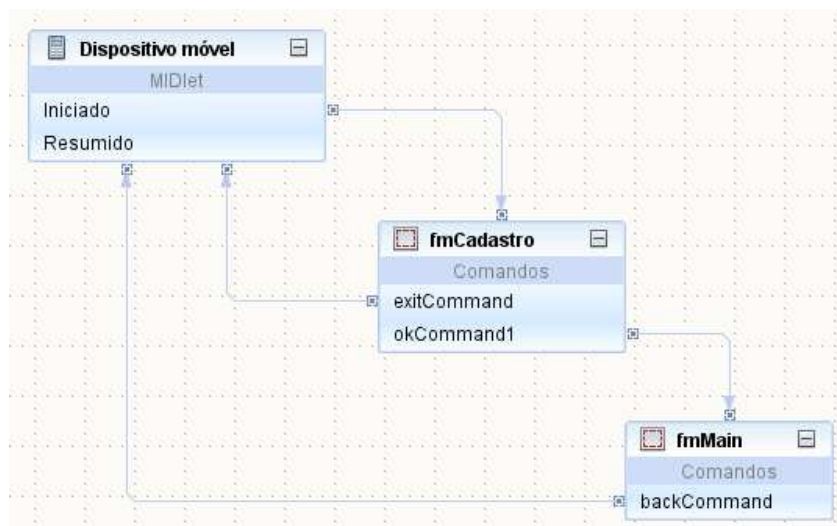 Dispositivo móvel
MIDlet
Iniciado
Resumido
fmCadastro
Comandos
exitCommand
okCommand1
fmMain
Comandos
backCommand